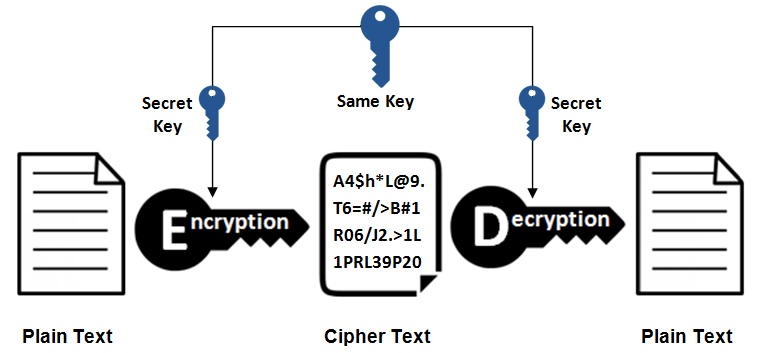 Same Key
Secret
Key
Secret
Key
Encryption
A4$h*L@9.
T6=#/>B#1
R06/J2.>1L
1PRL39P20
Decryption
Plain Text
Cipher Text
Plain Text